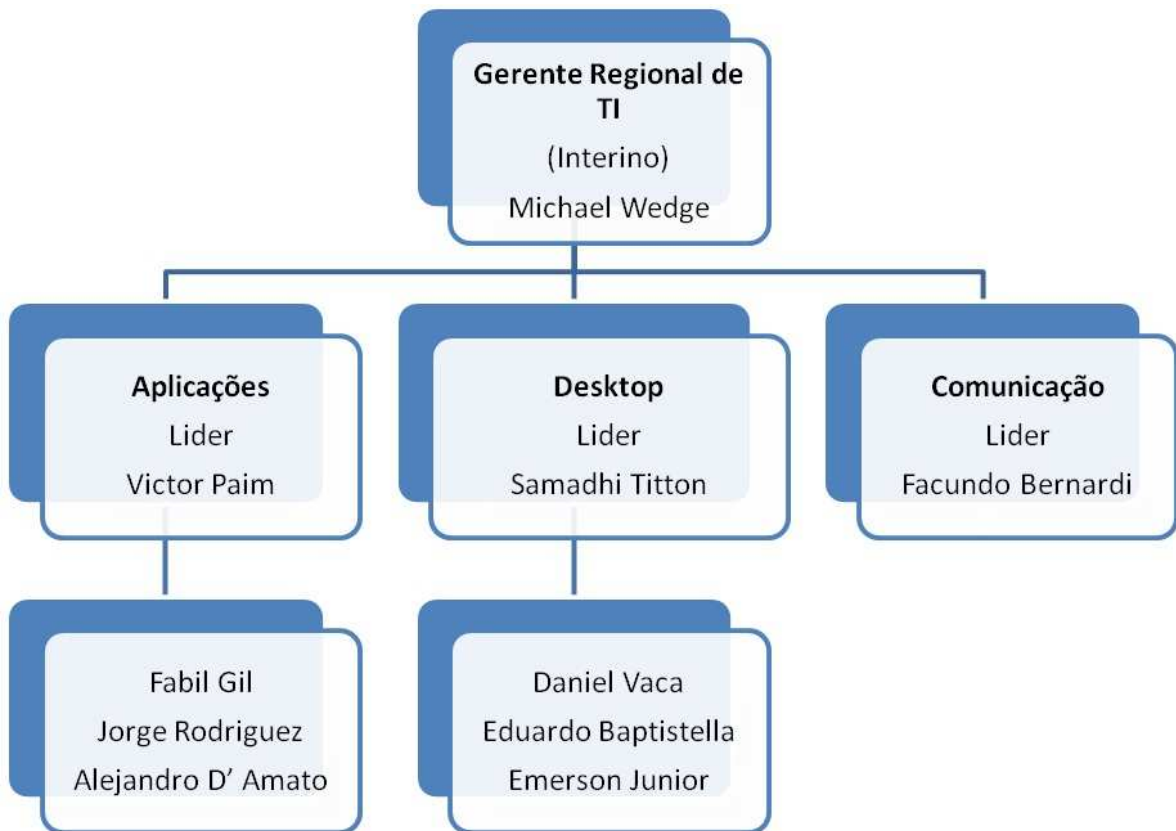 Gerente Regional de
TI
(Interino)
Michael Wedge
Aplicações
Lider
Victor Paim
Desktop
Lider
Samadhi Titton
Comunicação
Lider
Facundo Bernardi
Fabil Gil
Jorge Rodriguez
Alejandro D’ Amato
Daniel Vaca
Eduardo Baptistella
Emerson Junior